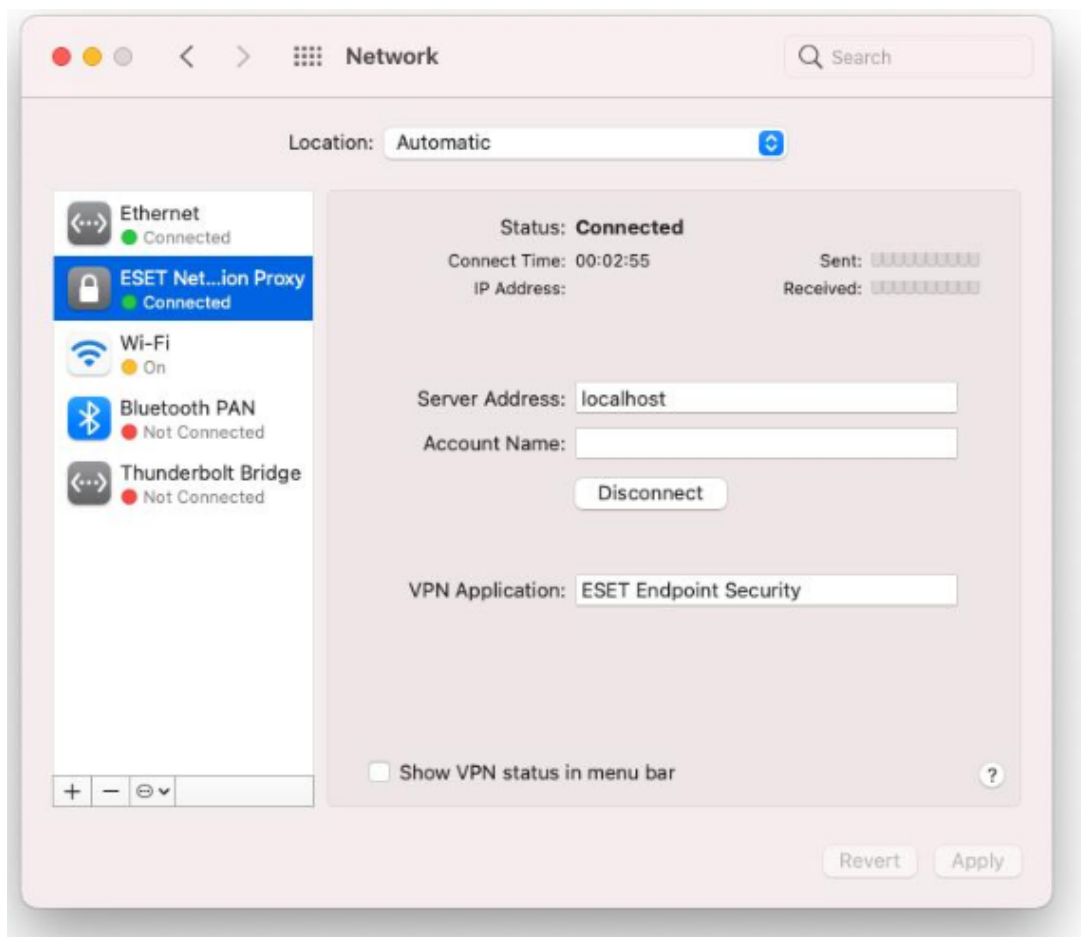 Network
Search
Location: Automatic
Ethernet
Connected
ESET Net...ion Proxy
Connected
Wi-Fi
On
Bluetooth PAN
Not Connected
Thunderbolt Bridge
Not Connected
Status: Connected
Connect Time: 00:02:55 Sent:
IP Address: Received:
Server Address: localhost
Account Name:
Disconnect
VPN Application: ESET Endpoint Security
Show VPN status in menu bar
?
Revert Apply